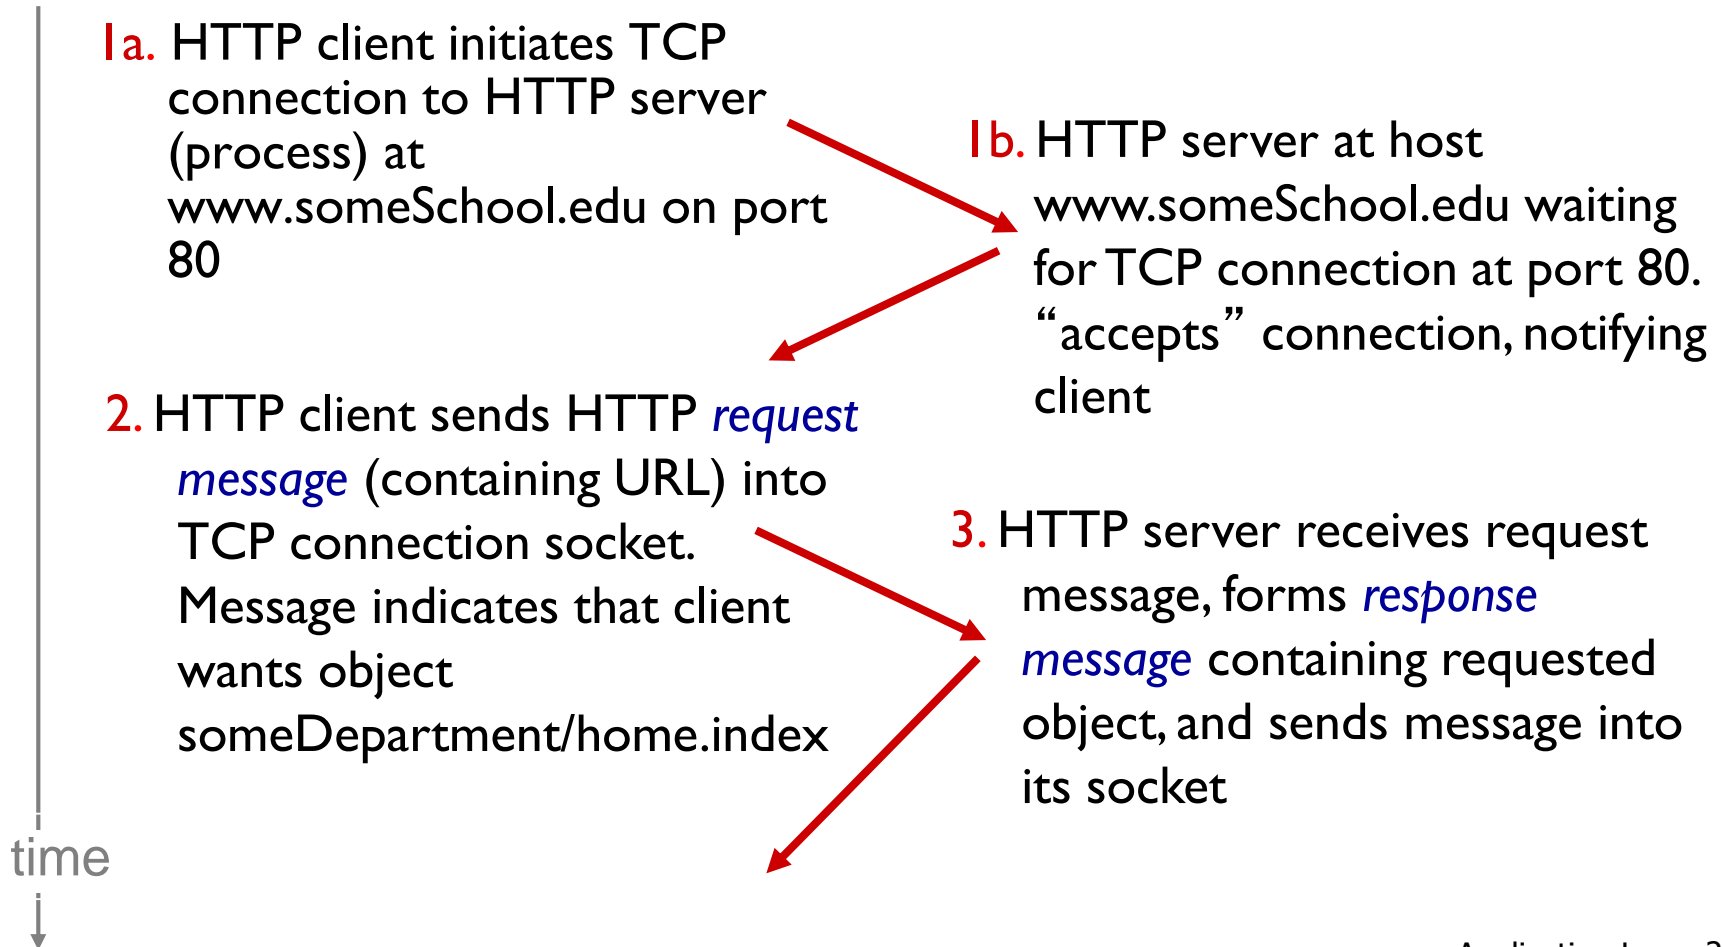 1a. HTTP client initiates TCP
connection to HTTP server
(process) at
www.someSchool.edu on port
80
1b. HTTP server at host
www.someSchool.edu waiting
for TCP connection at port 80.
“accepts” connection, notifying
client
2. HTTP client sends HTTP request
message (containing URL) into
TCP connection socket.
Message indicates that client
wants object
someDepartment/home.index
3. HTTP server receives request
message, forms response
message containing requested
object, and sends message into
its socket
time